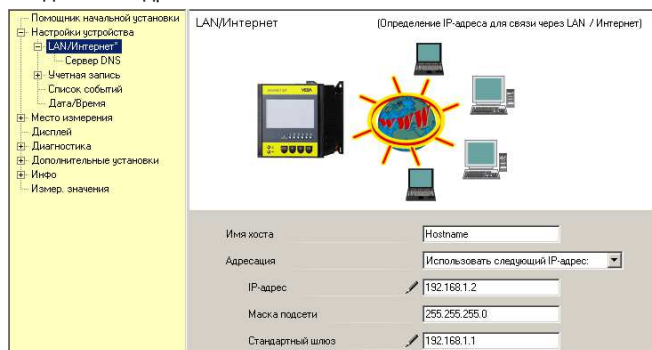 Помощник начальной установки
Настройки устройства
LAN/Интернет*
Сервер DNS
Учетная запись
Список событий
Дата/Время
Место измерения
Дисплей
Диагностика
Дополнительные установки
Инфо
Измер. значения
LAN/Интернет
(Определение IP-адреса для связи через LAN / Интернет)
VEGA
WWW
Имя хоста
Hostname
Адресация
Использовать следующий IP-адрес:
IP-адрес
192.168.1.2
Маска подсети
255.255.255.0
Стандартный шлюз
192.168.1.1